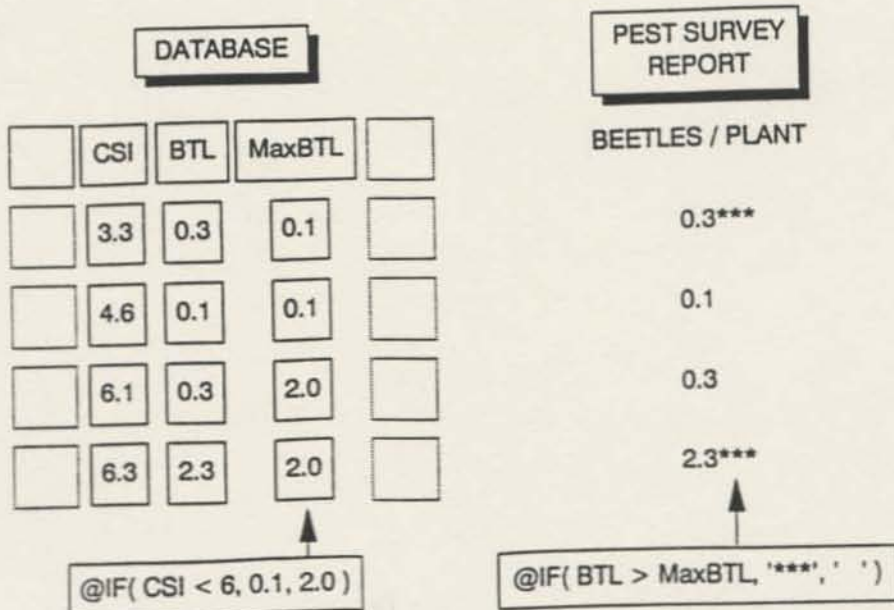 DATABASE
PEST SURVEY
REPORT
CSI BTL MaxBTL
BEETLES / PLANT
3.3 0.3 0.1
0.3***
4.6 0.1 0.1
0.1
6.1 0.3 2.0
0.3
6.3 2.3 2.0
2.3***
@IF( CSI < 6, 0.1, 2.0 )
@IF( BTL > MaxBTL, '***', ' ' )